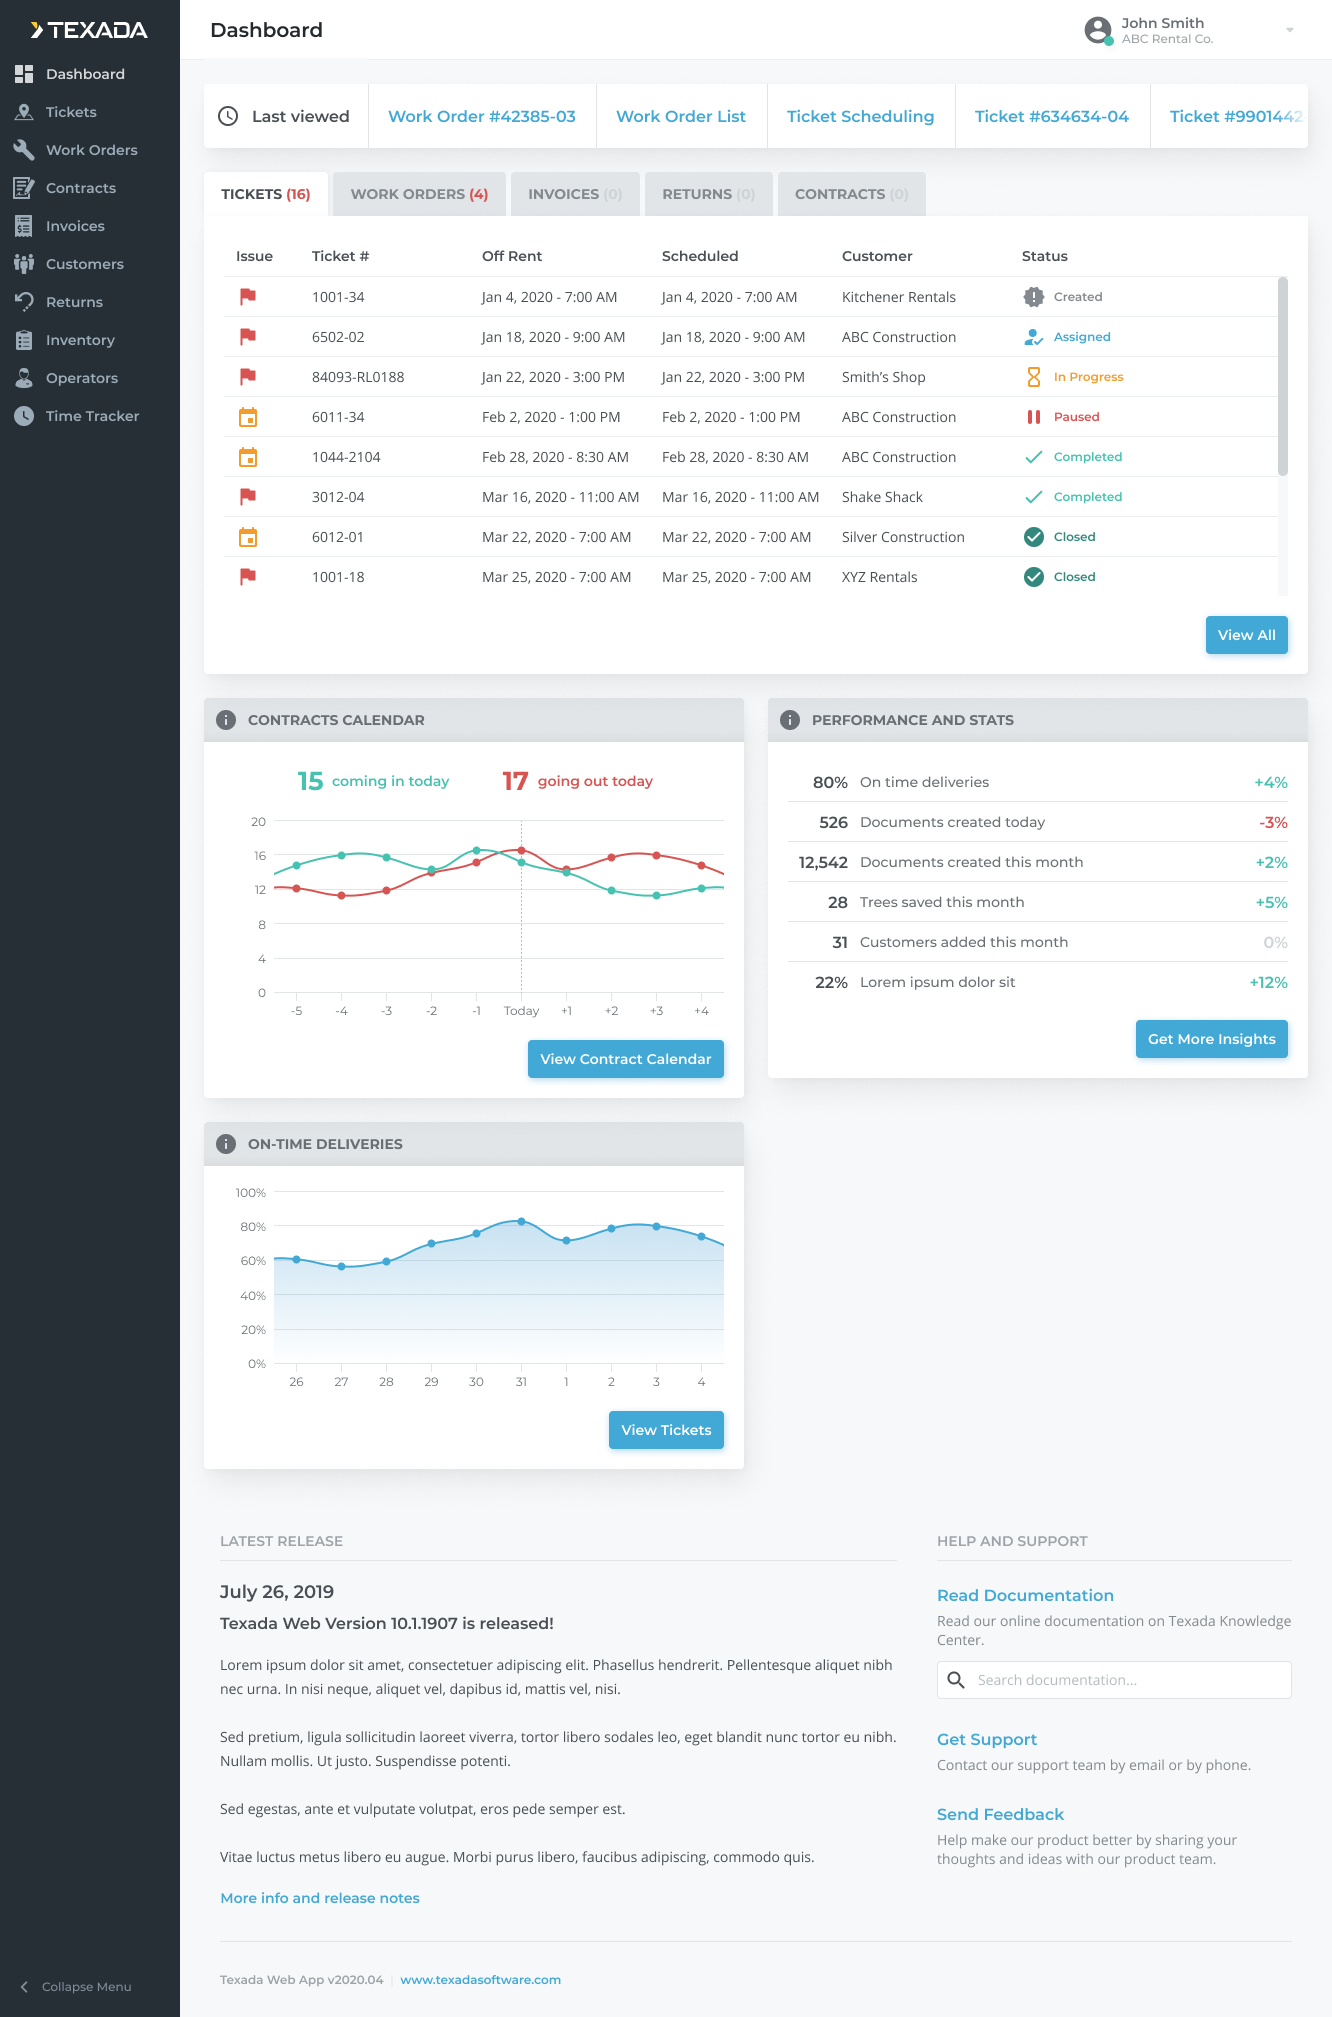 TEXADA
Dashboard
Tickets
Work Orders
Contracts
Invoices
Customers
Returns
Inventory
Operators
Time Tracker
Collapse Menu
Dashboard
John Smith
ABC Rental Co.
Last viewed
Work Order #42385-03
Work Order List
Ticket Scheduling
Ticket #634634-04
Ticket #9901442
TICKETS (16)
WORK ORDERS (4)
INVOICES (0)
RETURNS (0)
CONTRACTS (0)
Issue Ticket # Off Rent Scheduled Customer Status
1001-34 Jan 4, 2020 - 7:00 AM Jan 4, 2020 - 7:00 AM Kitchener Rentals Created
6502-02 Jan 18, 2020 - 9:00 AM Jan 18, 2020 - 9:00 AM ABC Construction Assigned
84093-RL0188 Jan 22, 2020 - 3:00 PM Jan 22, 2020 - 3:00 PM Smith’s Shop In Progress
6011-34 Feb 2, 2020 - 1:00 PM Feb 2, 2020 - 1:00 PM ABC Construction Paused
1044-2104 Feb 28, 2020 - 8:30 AM Feb 28, 2020 - 8:30 AM ABC Construction Completed
3012-04 Mar 16, 2020 - 11:00 AM Mar 16, 2020 - 11:00 AM Shake Shack Completed
6012-01 Mar 22, 2020 - 7:00 AM Mar 22, 2020 - 7:00 AM Silver Construction Closed
1001-18 Mar 25, 2020 - 7:00 AM Mar 25, 2020 - 7:00 AM XYZ Rentals Closed
View All
CONTRACTS CALENDAR
15 coming in today
17 going out today
20
16
12
8
4
0
-5 -4 -3 -2 -1 Today +1 +2 +3 +4
View Contract Calendar
PERFORMANCE AND STATS
80% On time deliveries +4%
526 Documents created today -3%
12,542 Documents created this month +2%
28 Trees saved this month +5%
31 Customers added this month 0%
22% Lorem ipsum dolor sit +12%
Get More Insights
ON-TIME DELIVERIES
100%
80%
60%
40%
20%
0%
26 27 28 29 30 31 1 2 3 4
View Tickets
LATEST RELEASE
July 26, 2019
Texada Web Version 10.1.1907 is released!
Lorem ipsum dolor sit amet, consectetuer adipiscing elit. Phasellus hendrerit. Pellentesque aliquet nibh
nec urna. In nisi neque, aliquet vel, dapibus id, mattis vel, nisi.
Sed pretium, ligula sollicitudin laoreet viverra, tortor libero sodales leo, eget blandit nunc tortor eu nibh.
Nullam mollis. Ut justo. Suspendisse potenti.
Sed egestas, ante et vulputate volutpat, eros pede semper est.
Vitae luctus metus libero eu augue. Morbi purus libero, faucibus adipiscing, commodo quis.
More info and release notes
HELP AND SUPPORT
Read Documentation
Read our online documentation on Texada Knowledge
Center.
Search documentation...
Get Support
Contact our support team by email or by phone.
Send Feedback
Help make our product better by sharing your
thoughts and ideas with our product team.
Texada Web App v2020.04 | www.texadasoftware.com